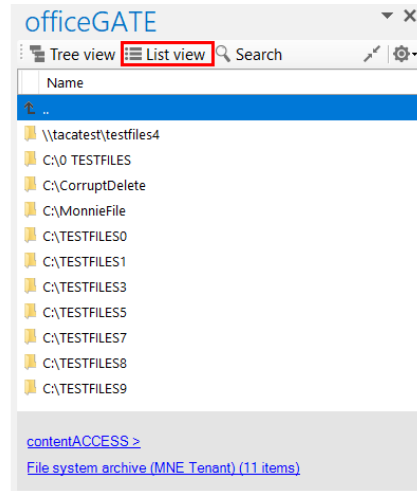 officeGATE
Tree view List view Search
Name
..
\\tacatest\testfiles4
C:\0 TESTFILES
C:\CorruptDelete
C:\MonnieFile
C:\TESTFILES0
C:\TESTFILES1
C:\TESTFILES3
C:\TESTFILES5
C:\TESTFILES7
C:\TESTFILES8
C:\TESTFILES9
contentACCESS >
File system archive (MNE Tenant) (11 items)